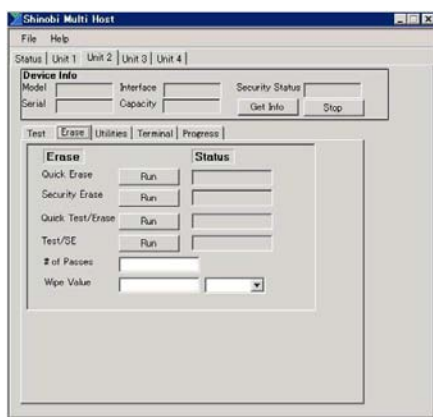 Shinobi Multi Host
File Help
Status Unit 1 Unit 2 Unit 3 Unit 4
Device Info
Model Interface Security Status
Serial Capacity Get Info Stop
Test Erase Utilities Terminal Progress
Erase Status
Quick Erase Run
Security Erase Run
Quick Test/Erase Run
Test/SE Run
# of Passes
Wipe Value